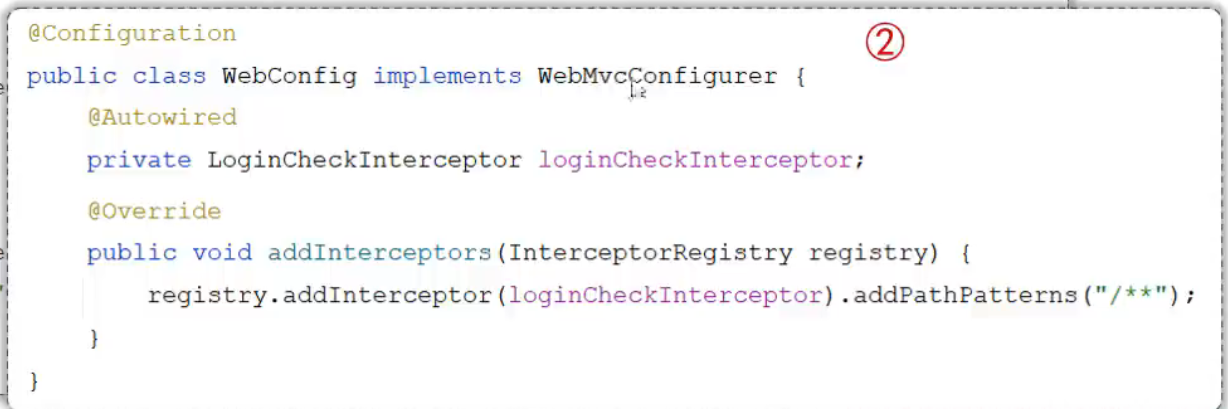 @Configuration
②
public class WebConfig implements WebMvcConfigurer {
    @Autowired
    private LoginCheckInterceptor loginCheckInterceptor;
    @Override
    public void addInterceptors(InterceptorRegistry registry) {
        registry.addInterceptor(loginCheckInterceptor).addPathPatterns("/**");
    }
}